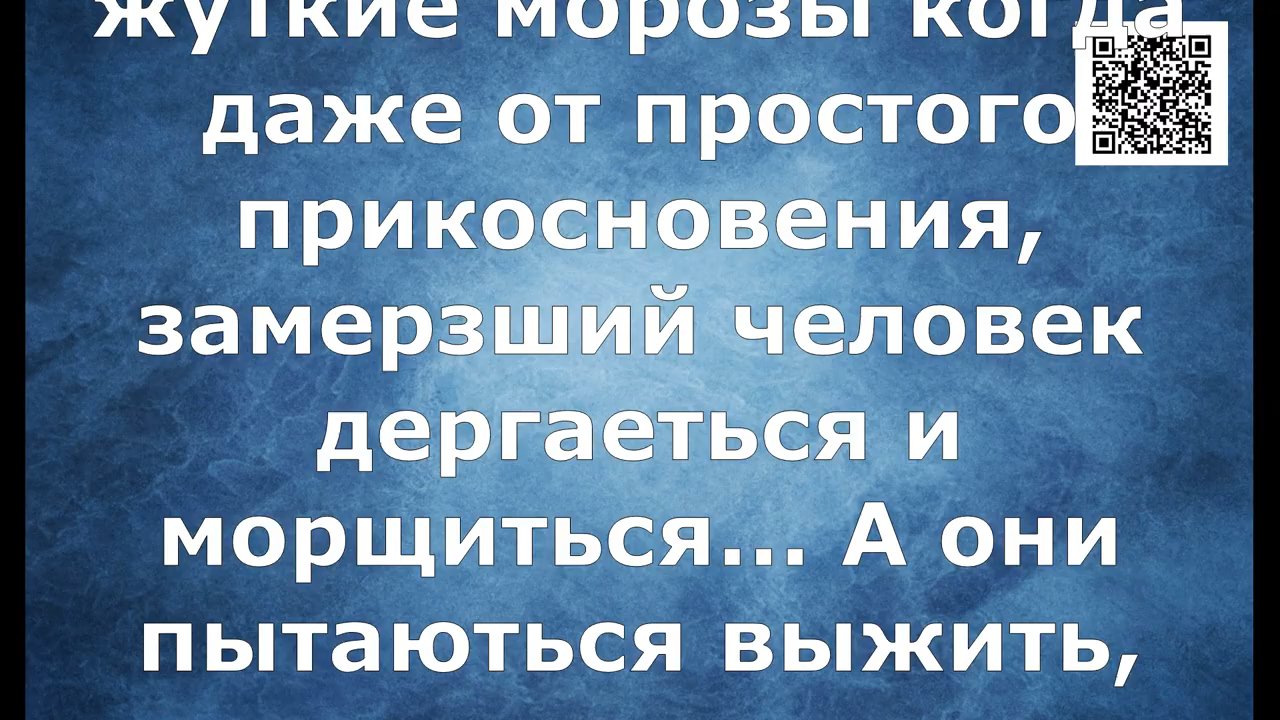 жуткие морозы когда
даже от простого
прикосновения,
замерзший человек
дергаеться и
морщиться... А они
пытаються выжить,